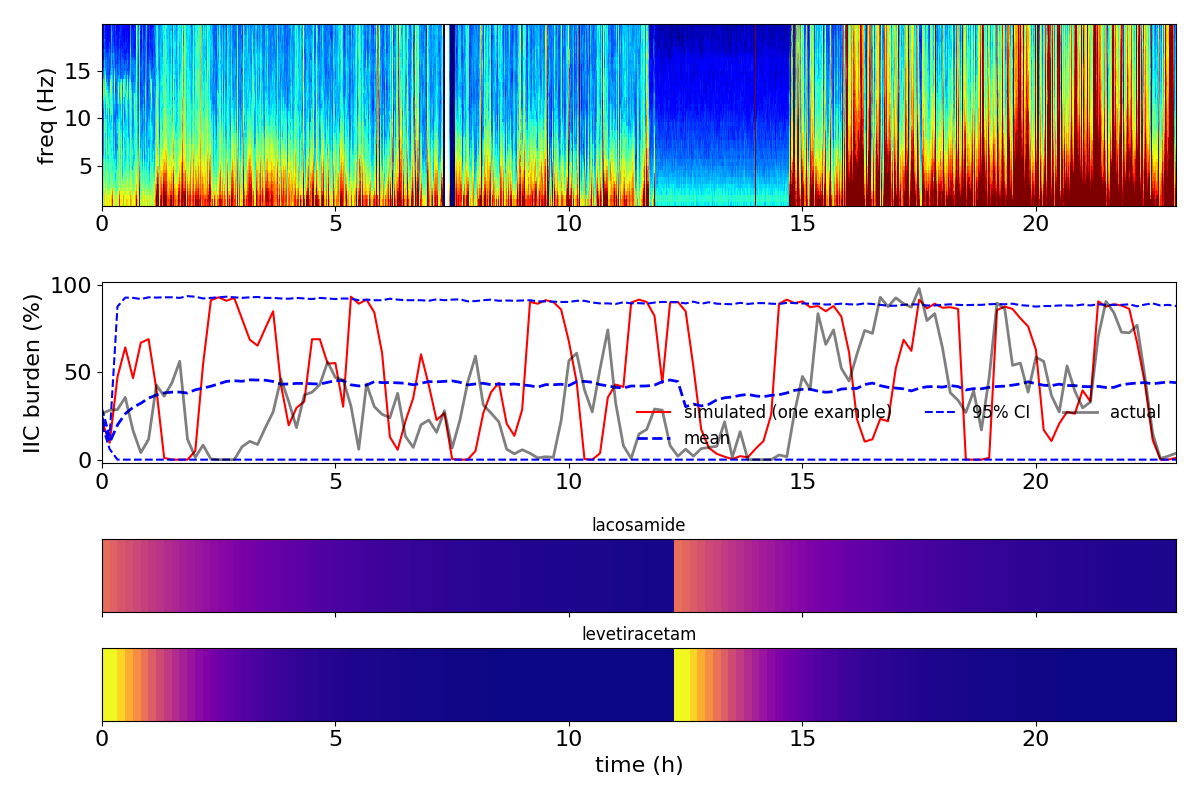 freq (Hz)
15
10
5
0 5 10 15 20
IIC burden (%)
100
50
0
simulated (one example) 95% CI actual
mean
0 5 10 15 20
lacosamide
levetiracetam
0 5 10 15 20
time (h)